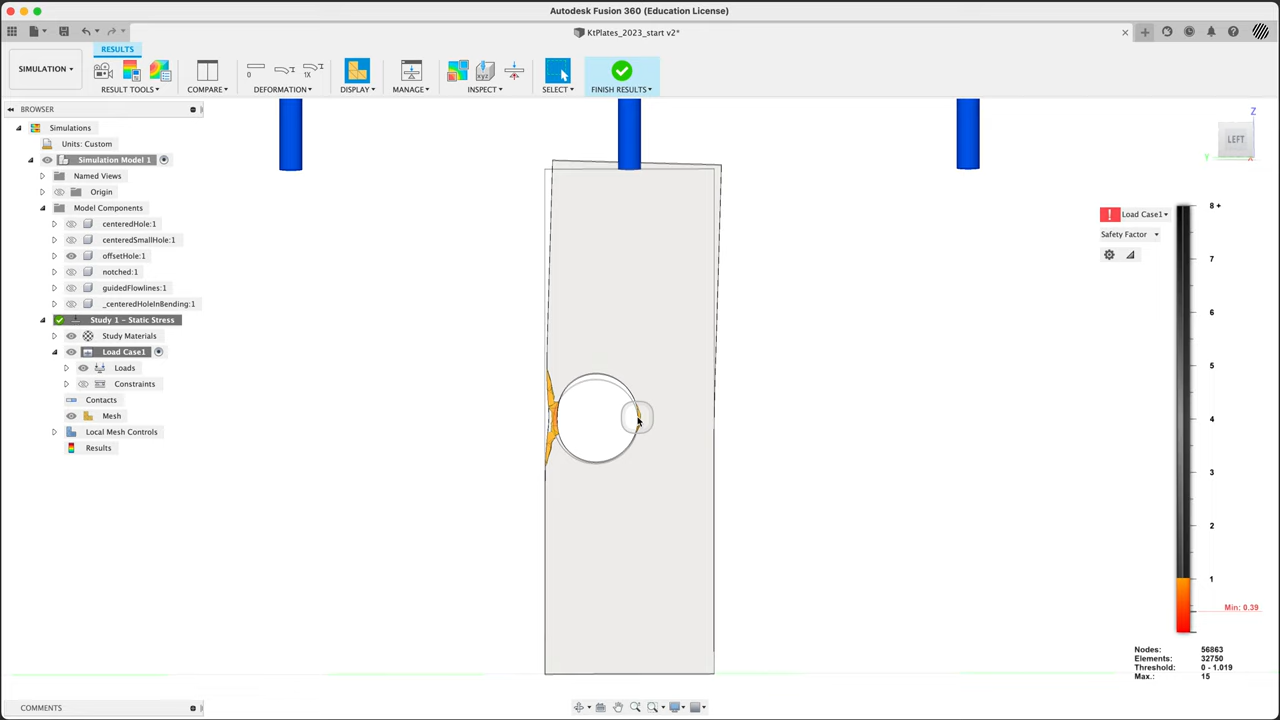 Autodesk Fusion 360 (Education License)
KtPlates_2023_start v2*
RESULTS
SIMULATION
RESULT TOOLS
COMPARE
DEFORMATION
DISPLAY
MANAGE
INSPECT
SELECT
FINISH RESULTS
1X
BROWSER
Simulations
Units: Custom
Simulation Model 1
Named Views
Origin
Model Components
centeredHole:1
centeredSmallHole:1
offsetHole:1
notched:1
guidedFlowlines:1
_centeredHoleInBending:1
Study 1 - Static Stress
Study Materials
Load Case1
Loads
Constraints
Contacts
Mesh
Local Mesh Controls
Results
Z
LEFT
Y
X
Load Case1
Safety Factor
8 +
7
6
5
4
3
2
1
Min: 0.39
Nodes: 56863
Elements: 32750
Threshold: 0 - 1.019
Max.: 15
COMMENTS